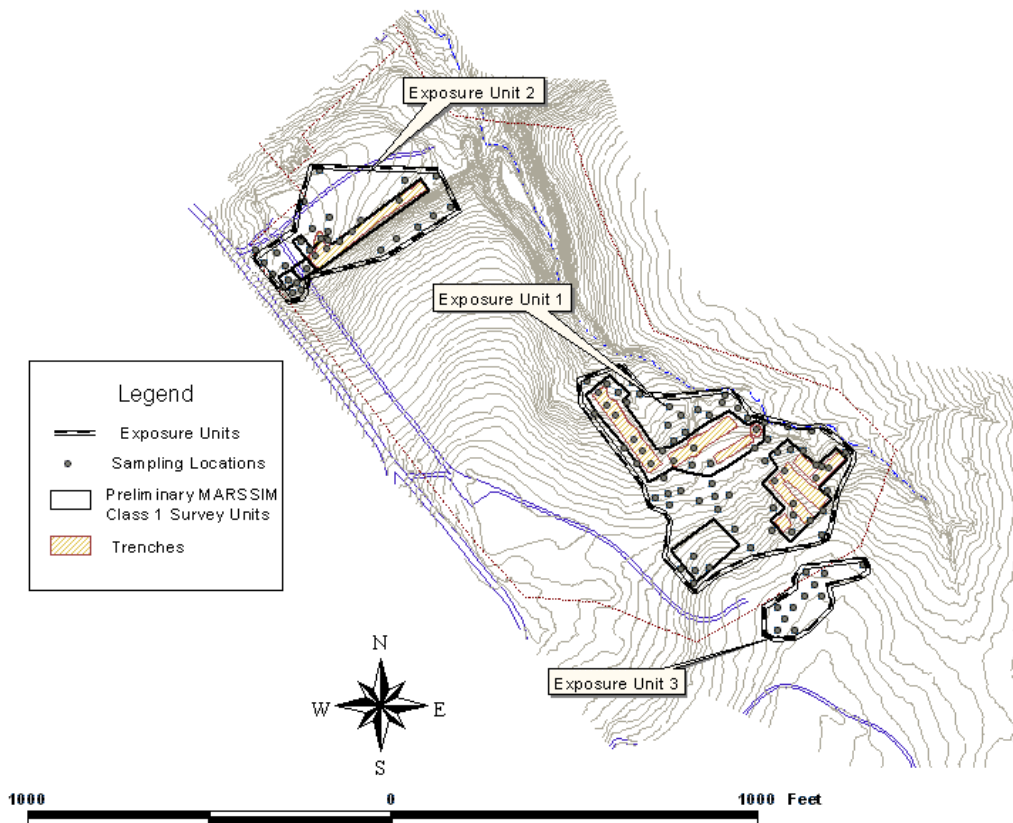 Exposure Unit 2
Exposure Unit 1
Legend
Exposure Units
Sampling Locations
Preliminary MARSSIM
Class 1 Survey Units
Trenches
Exposure Unit 3
N
W E
S
1000 0 1000 Feet